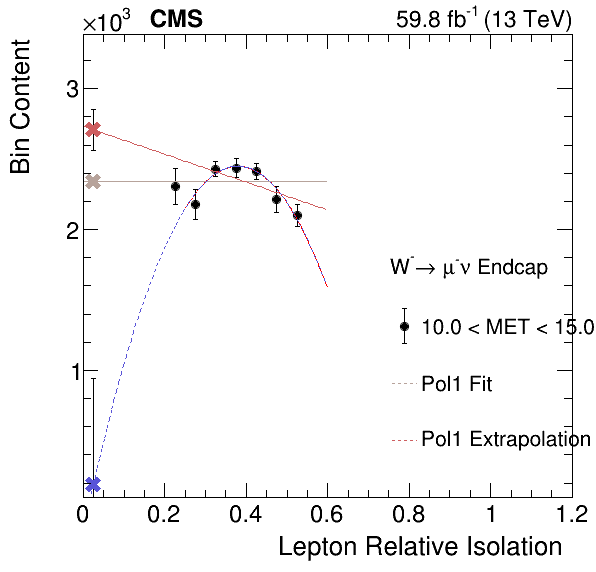 ×10³ CMS 59.8 fb⁻¹ (13 TeV)
Bin Content
3
2
1
W⁻→ μ⁻ν Endcap
10.0 < MET < 15.0
Pol1 Fit
Pol1 Extrapolation
0 0.2 0.4 0.6 0.8 1 1.2
Lepton Relative Isolation